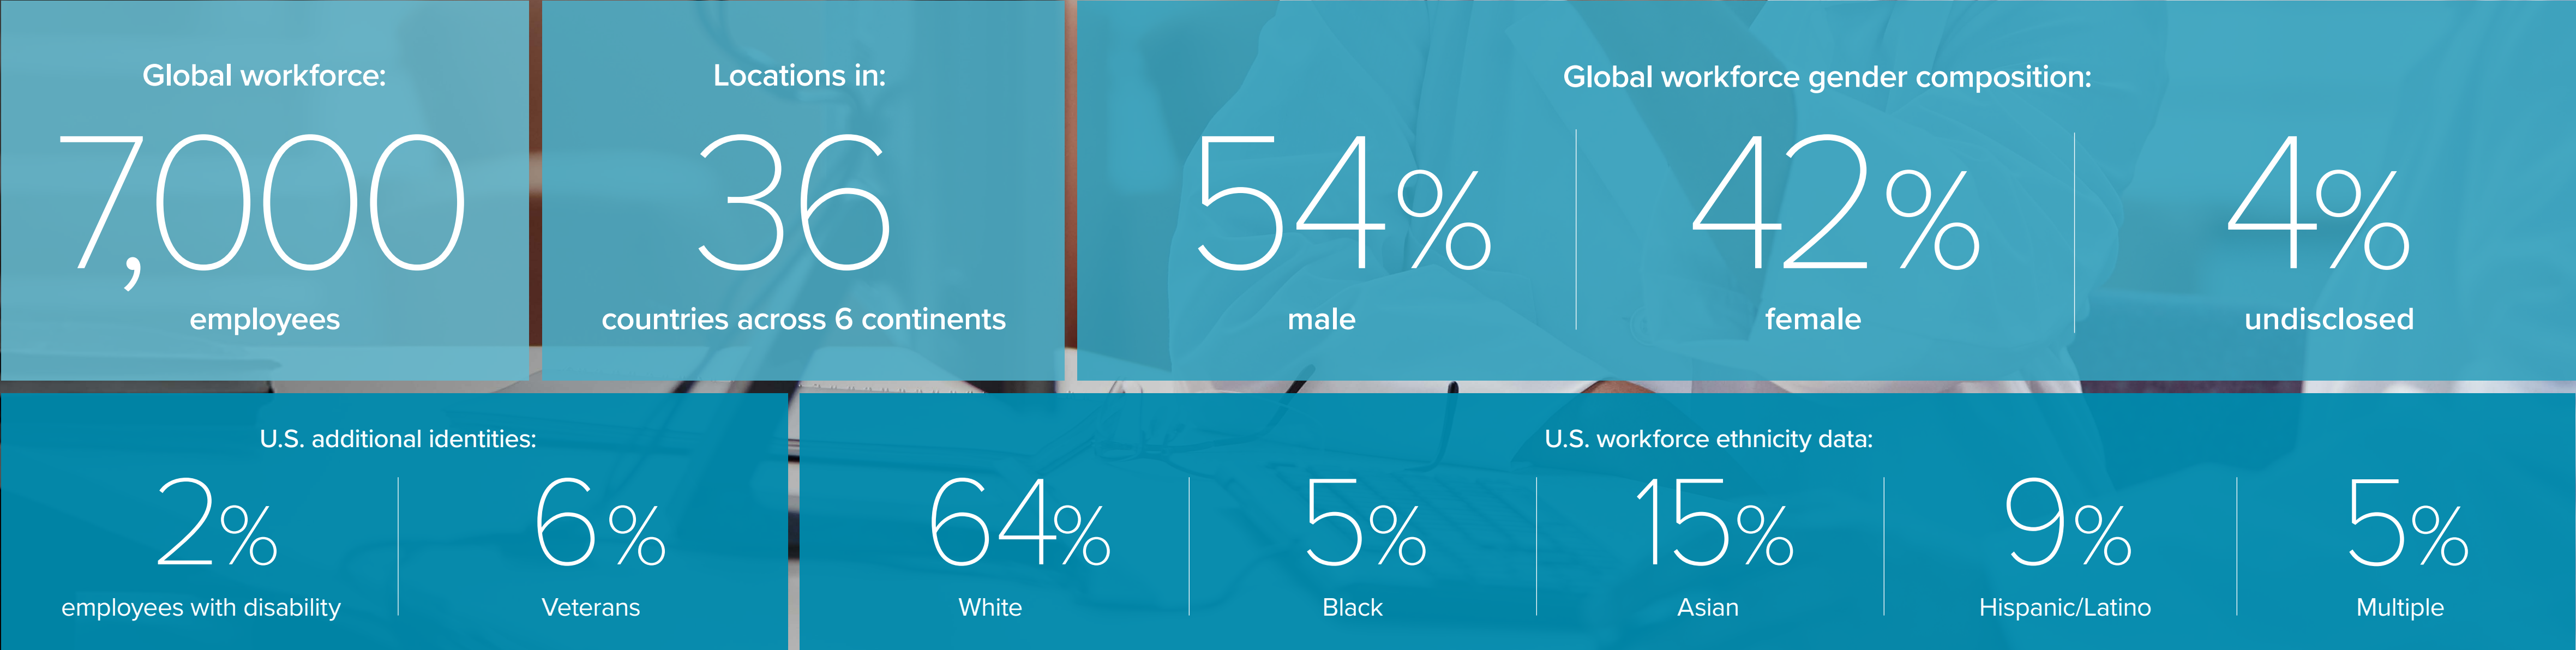 Global workforce:
7,000
employees
Locations in:
36
countries across 6 continents
Global workforce gender composition:
54%
male
42%
female
4%
undisclosed
U.S. additional identities:
2%
employees with disability
6%
Veterans
U.S. workforce ethnicity data:
64%
White
5%
Black
15%
Asian
9%
Hispanic/Latino
5%
Multiple